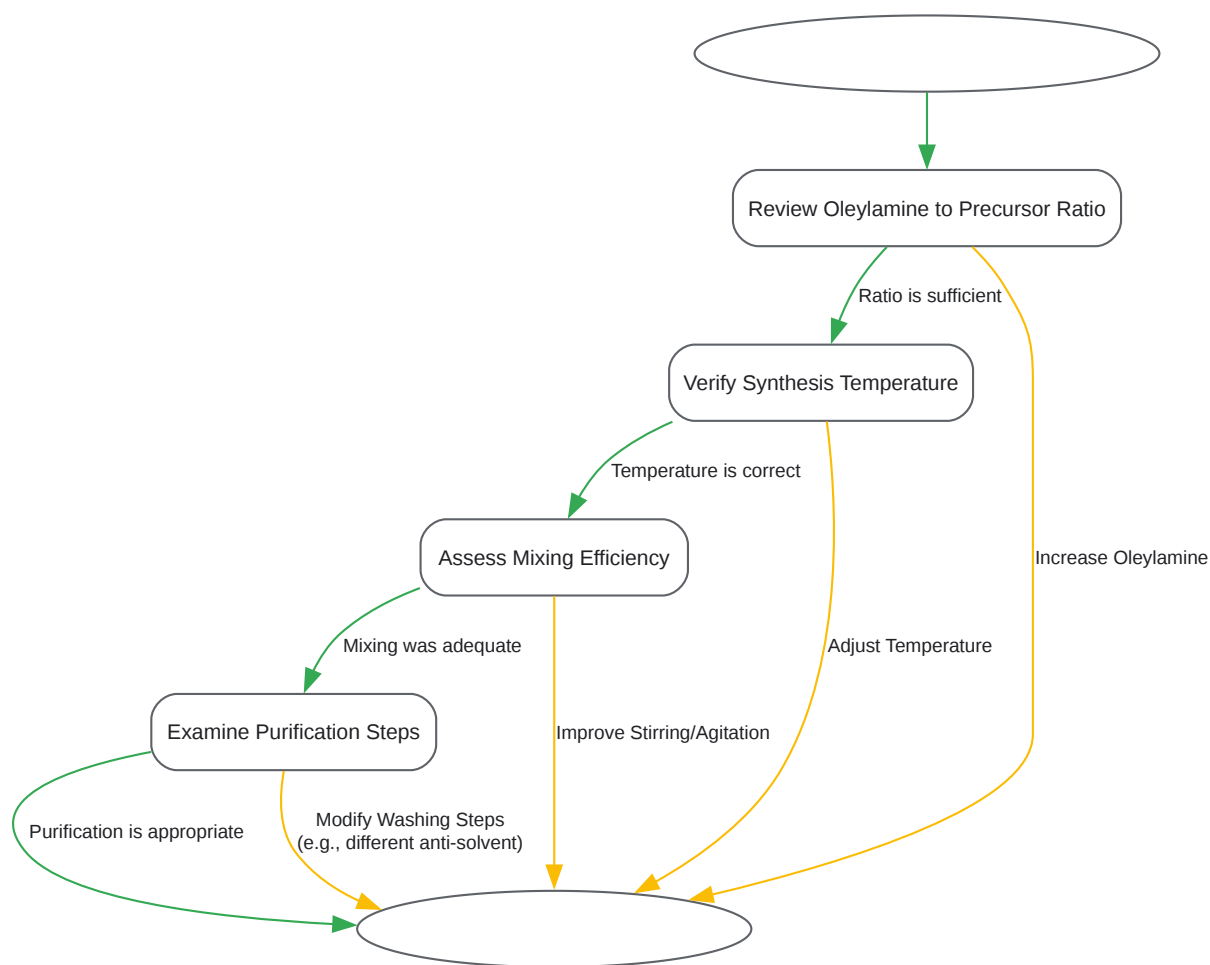 Review Oleylamine to Precursor Ratio
Ratio is sufficient
Verify Synthesis Temperature
Temperature is correct
Assess Mixing Efficiency
Increase Oleylamine
Mixing was adequate
Adjust Temperature
Examine Purification Steps
Improve Stirring/Agitation
Purification is appropriate
Modify Washing Steps
(e.g., different anti-solvent)